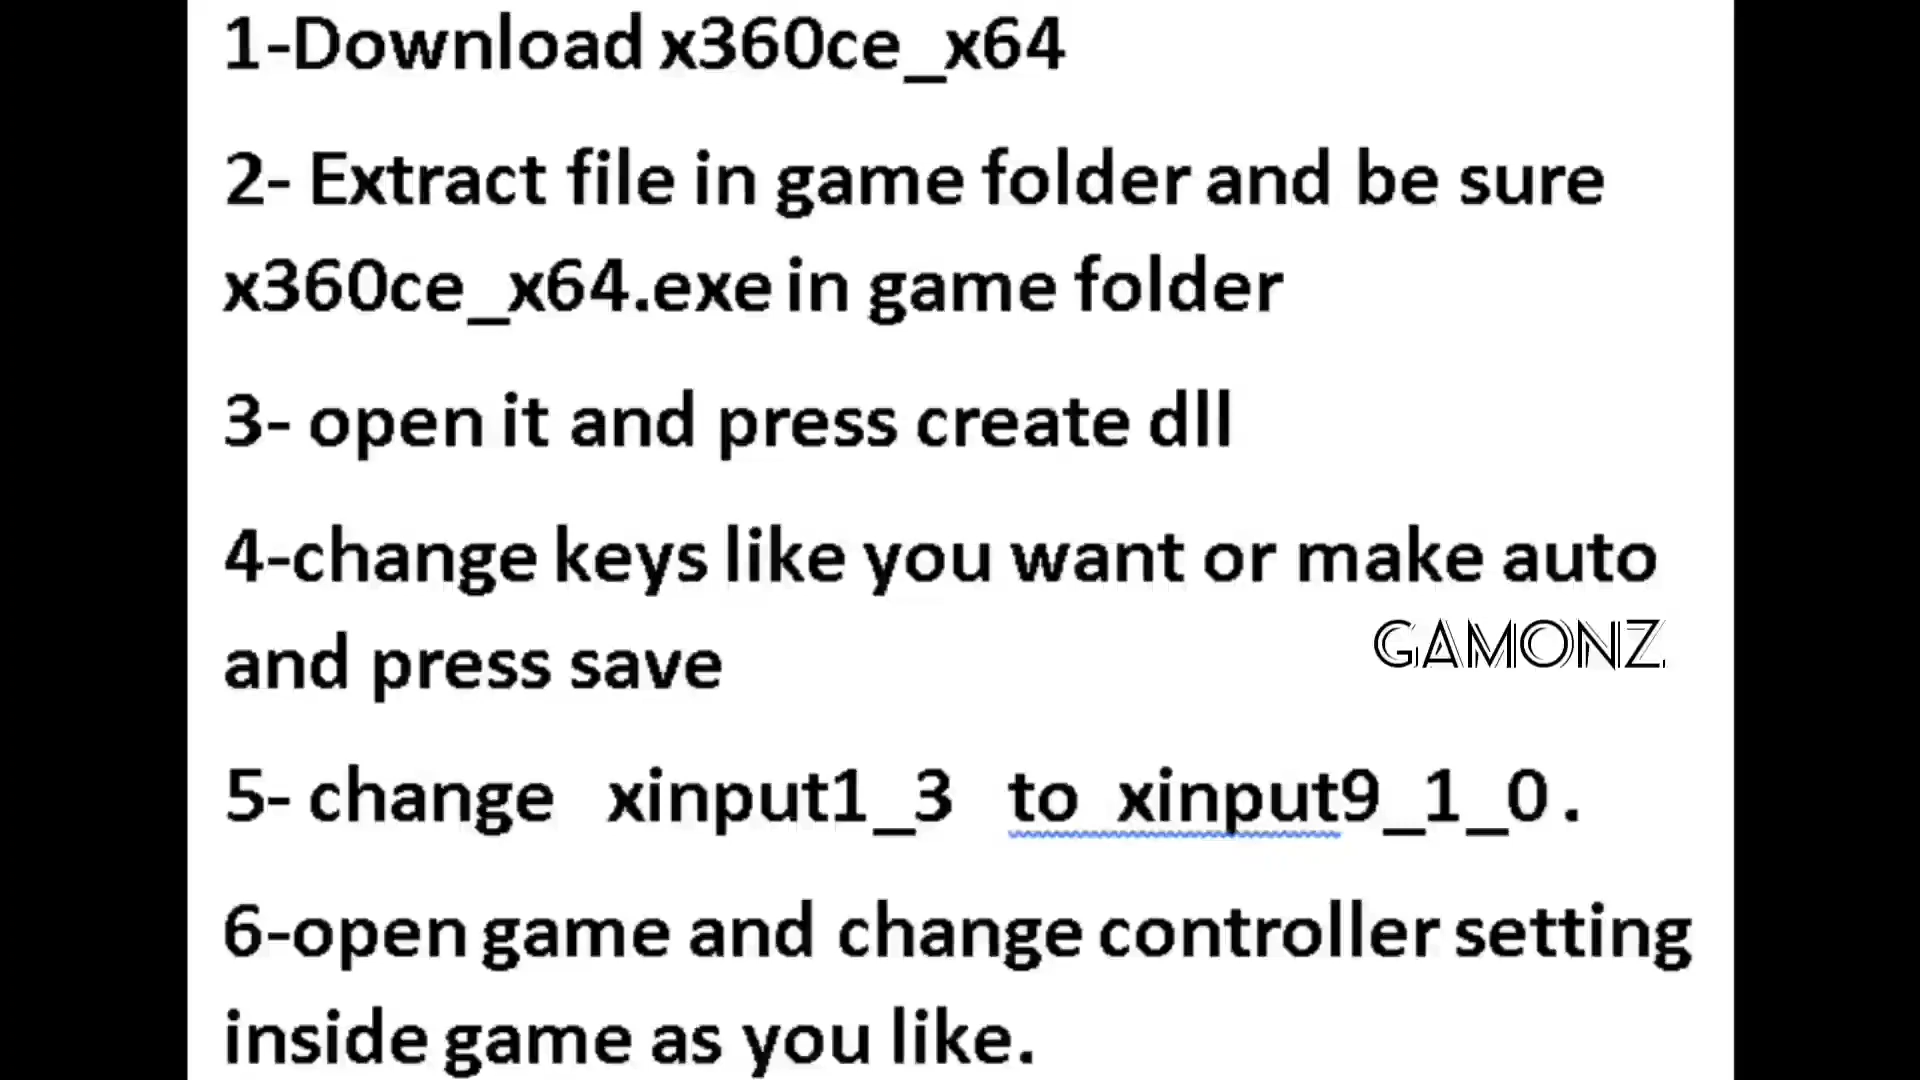 1-Download x360ce_x64
2- Extract file in game folder and be sure
x360ce_x64.exe in game folder
3- open it and press create dll
4-change keys like you want or make auto
and press save
GAMONZ
5- change xinput1_3 to xinput9_1_0.
6-open game and change controller setting
inside game as you like.